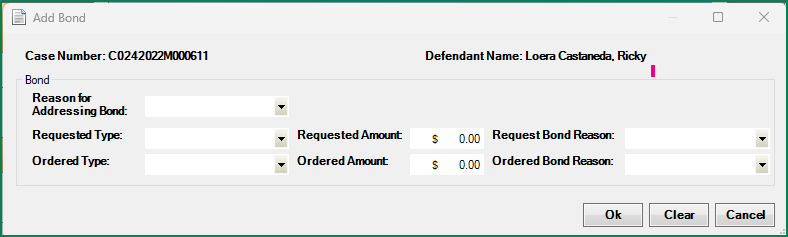 Add Bond
Case Number: C0242022M000611 Defendant Name: Loera Castaneda, Ricky
Bond
Reason for
Addressing Bond:
Requested Type: Requested Amount: $ 0.00 Request Bond Reason:
Ordered Type: Ordered Amount: $ 0.00 Ordered Bond Reason:
Ok Clear Cancel